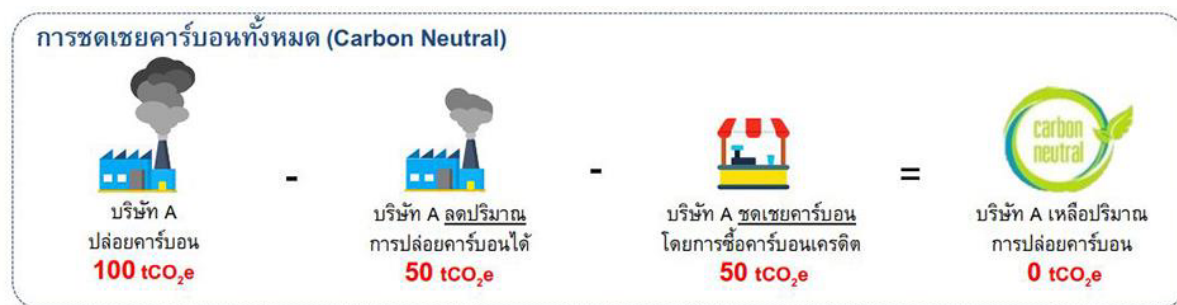 การชดเชยคาร์บอนทั้งหมด (Carbon Neutral)
carbon
neutral
-
-
=
บริษัท A
ปล่อยคาร์บอน
100 tCO₂e
บริษัท A ลดปริมาณ
การปล่อยคาร์บอนได้
50 tCO₂e
บริษัท A ชดเชยคาร์บอน
โดยการซื้อคาร์บอนเครดิต
50 tCO₂e
บริษัท A เหลือปริมาณ
การปล่อยคาร์บอน
0 tCO₂e